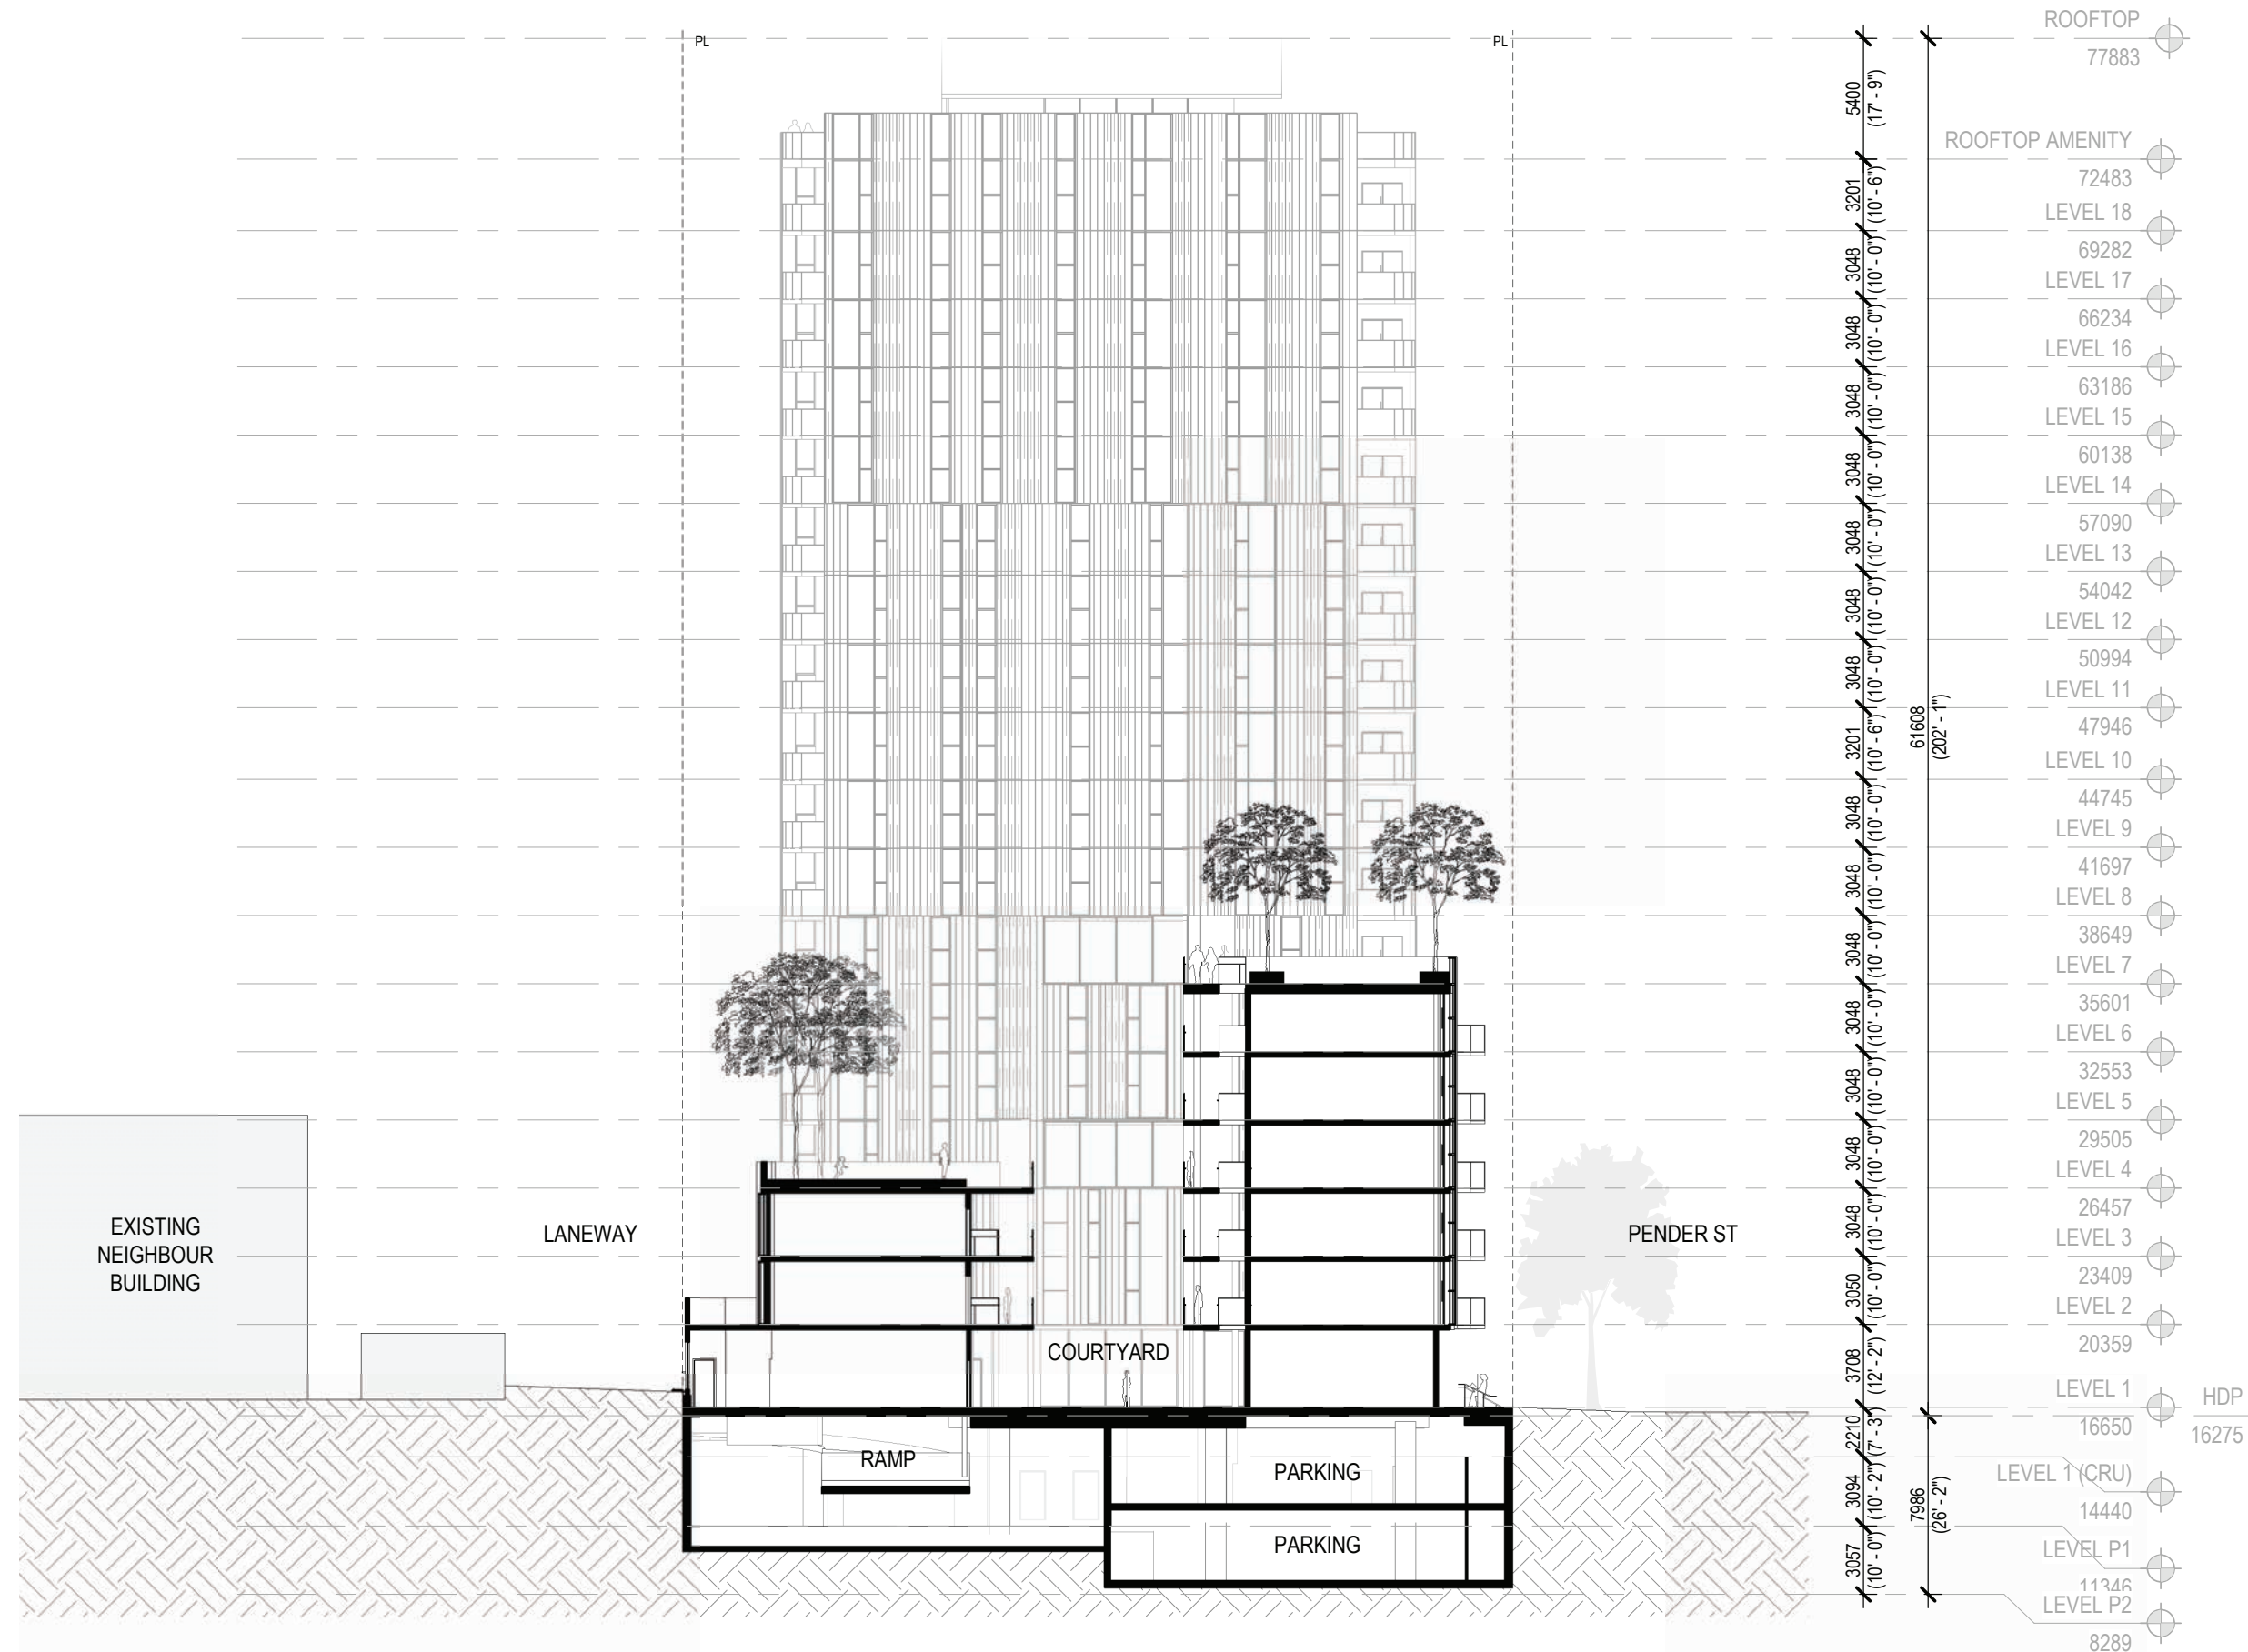 PL
PL
ROOFTOP
77883
5400
(17' - 9")
ROOFTOP AMENITY
72483
3201
(10' - 6")
LEVEL 18
69282
3048
(10' - 0")
LEVEL 17
66234
3048
(10' - 0")
LEVEL 16
63186
3048
(10' - 0")
LEVEL 15
60138
3048
(10' - 0")
LEVEL 14
57090
3048
(10' - 0")
LEVEL 13
54042
3048
(10' - 0")
LEVEL 12
50994
3048
(10' - 0")
LEVEL 11
47946
3201
(10' - 6")
61608
(202' - 1")
LEVEL 10
44745
3048
(10' - 0")
LEVEL 9
41697
3048
(10' - 0")
LEVEL 8
38649
3048
(10' - 0")
LEVEL 7
35601
3048
(10' - 0")
LEVEL 6
32553
3048
(10' - 0")
LEVEL 5
29505
3048
(10' - 0")
LEVEL 4
26457
3048
(10' - 0")
LEVEL 3
23409
3050
(10' - 0")
LEVEL 2
20359
3708
(12' - 2")
LEVEL 1
16650
HDP
16275
2210
(7' - 3")
LEVEL 1 (CRU)
14440
3094
(10' - 2")
7986
(26' - 2")
LEVEL P1
11346
3057
(10' - 0")
LEVEL P2
8289
EXISTING
NEIGHBOUR
BUILDING
LANEWAY
PENDER ST
COURTYARD
RAMP
PARKING
PARKING